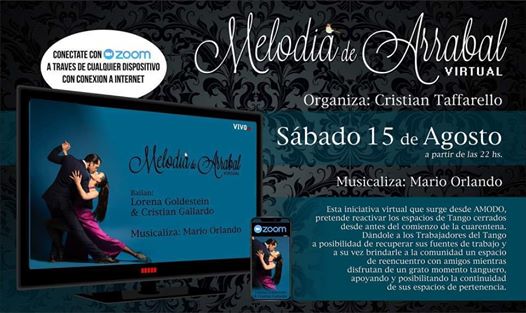 CONECTATE CON zoom
A TRAVES DE CUALQUIER DISPOSITIVO
CON CONEXION A INTERNET
Melodía de Arrabal
VIRTUAL
Organiza: Cristian Taffarello
Sábado 15 de Agosto
a partir de las 22 hs.
Musicaliza: Mario Orlando
VIVO
Melodía de Arrabal
VIRTUAL
Bailan:
Lorena Goldestein
& Cristian Gallardo
Musicaliza: Mario Orlando
zoom
Esta iniciativa virtual que surge desde AMODO,
pretende reactivar los espacios de Tango cerrados
desde antes del comienzo de la cuarentena.
Dándole a los Trabajadores del Tango
a posibilidad de recuperar sus fuentes de trabajo y
a su vez brindarle a la comunidad un espacio
de reencuentro con amigos mientras
disfrutan de un grato momento tanguero,
apoyando y posibilitando la continuidad
de sus espacios de pertenencia.